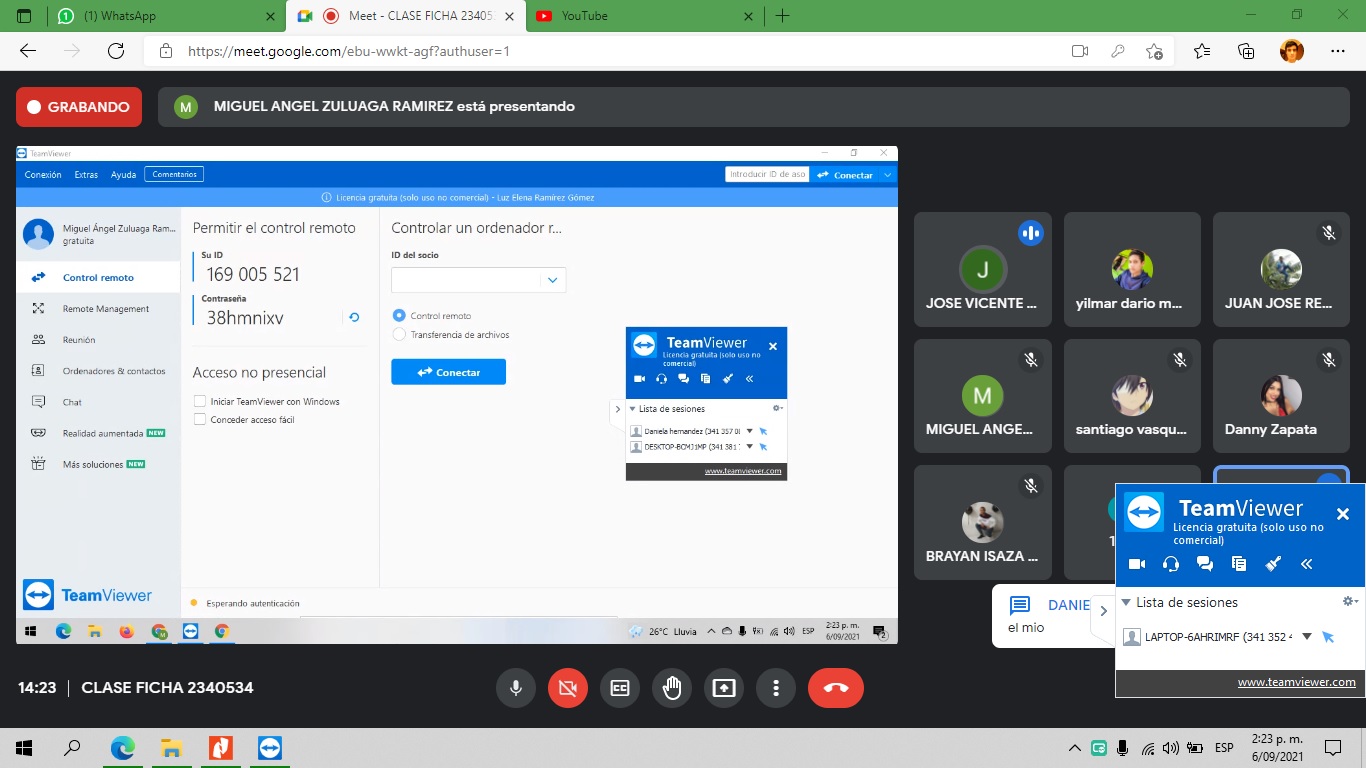 (1) WhatsApp
Meet - CLASE FICHA 23405
YouTube
https://meet.google.com/ebu-wwkt-agf?authuser=1
GRABANDO
M
MIGUEL ANGEL ZULUAGA RAMIREZ está presentando
TeamViewer
Conexión Extras Ayuda Comentarios
Introducir ID de aso
Conectar
Licencia gratuita (solo uso no comercial) - Luz Elena Ramírez Gómez
Miguel Ángel Zuluaga Ram...
gratuita
Control remoto
Remote Management
Reunión
Ordenadores & contactos
Chat
Realidad aumentada NEW
Más soluciones NEW
TeamViewer
Permitir el control remoto
Su ID
169 005 521
Contraseña
38hmnixv
Acceso no presencial
Iniciar TeamViewer con Windows
Conceder acceso fácil
Controlar un ordenador r...
ID del socio
Control remoto
Transferencia de archivos
Conectar
Esperando autenticación
TeamViewer
Licencia gratuita (solo uso no
comercial)
Lista de sesiones
Daniela hernandez (341 357
DESKTOP-BCMJ1MP (341 381
www.teamviewer.com
26°C Lluvia
ESP
2:23 p. m.
6/09/2021
2
J
JOSE VICENTE ...
yilmar dario m...
JUAN JOSE RE...
M
MIGUEL ANGE...
santiago vasqu...
Danny Zapata
BRAYAN ISAZA ...
1
DANIE
el mio
TeamViewer
Licencia gratuita (solo uso no
comercial)
Lista de sesiones
LAPTOP-6AHRIMRF (341 352
www.teamviewer.com
14:23 | CLASE FICHA 2340534
ESP
2:23 p. m.
6/09/2021